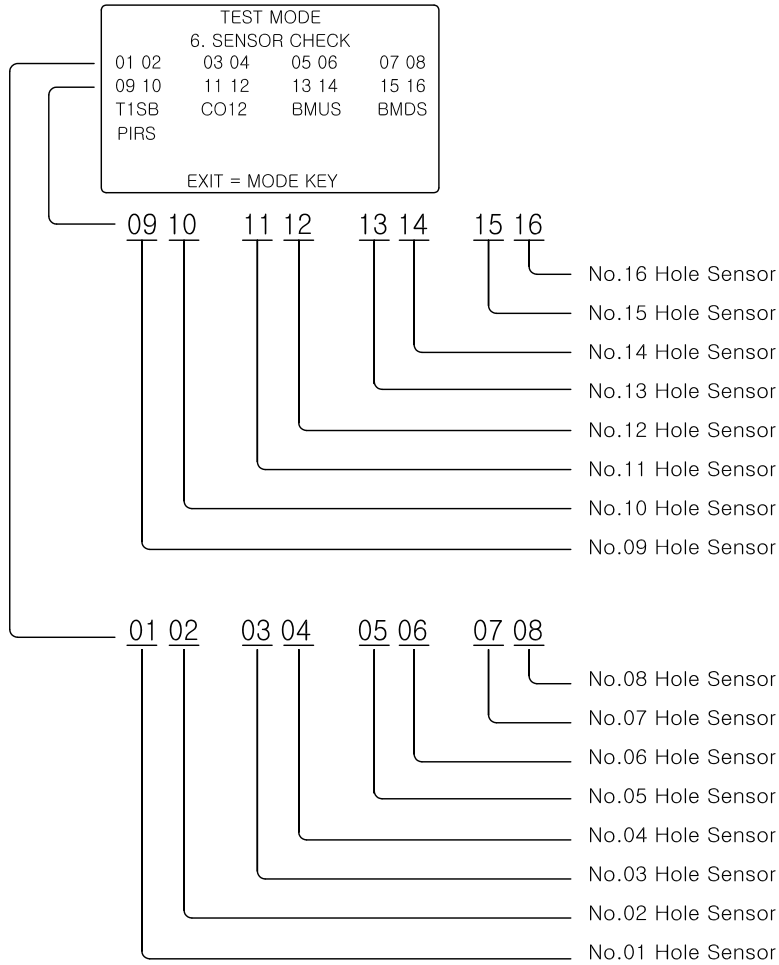 TEST MODE
6. SENSOR CHECK
01 02 03 04 05 06 07 08
09 10 11 12 13 14 15 16
T1SB CO12 BMUS BMDS
PIRS
EXIT = MODE KEY
09 10 11 12 13 14 15 16
No.16 Hole Sensor
No.15 Hole Sensor
No.14 Hole Sensor
No.13 Hole Sensor
No.12 Hole Sensor
No.11 Hole Sensor
No.10 Hole Sensor
No.09 Hole Sensor
01 02 03 04 05 06 07 08
No.08 Hole Sensor
No.07 Hole Sensor
No.06 Hole Sensor
No.05 Hole Sensor
No.04 Hole Sensor
No.03 Hole Sensor
No.02 Hole Sensor
No.01 Hole Sensor